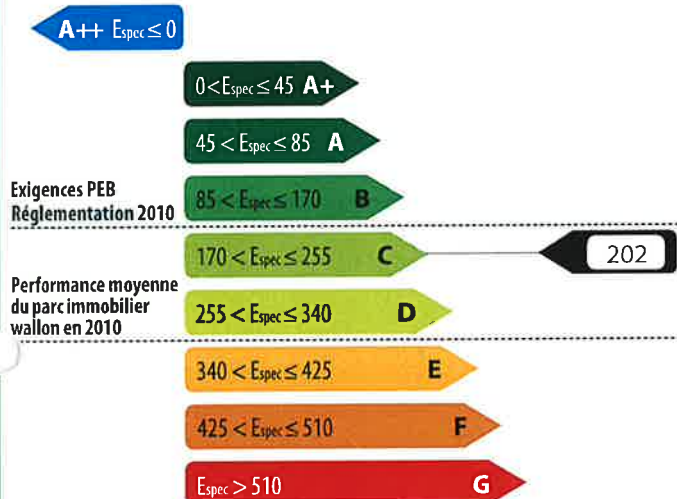 A++ Espec ≤ 0
0 < Espec ≤ 45 A+
45 < Espec ≤ 85 A
Exigences PEB
Réglementation 2010
85 < Espec ≤ 170 B
170 < Espec ≤ 255 C
202
Performance moyenne
du parc immobilier
wallon en 2010
255 < Espec ≤ 340 D
340 < Espec ≤ 425 E
425 < Espec ≤ 510 F
Espec > 510 G